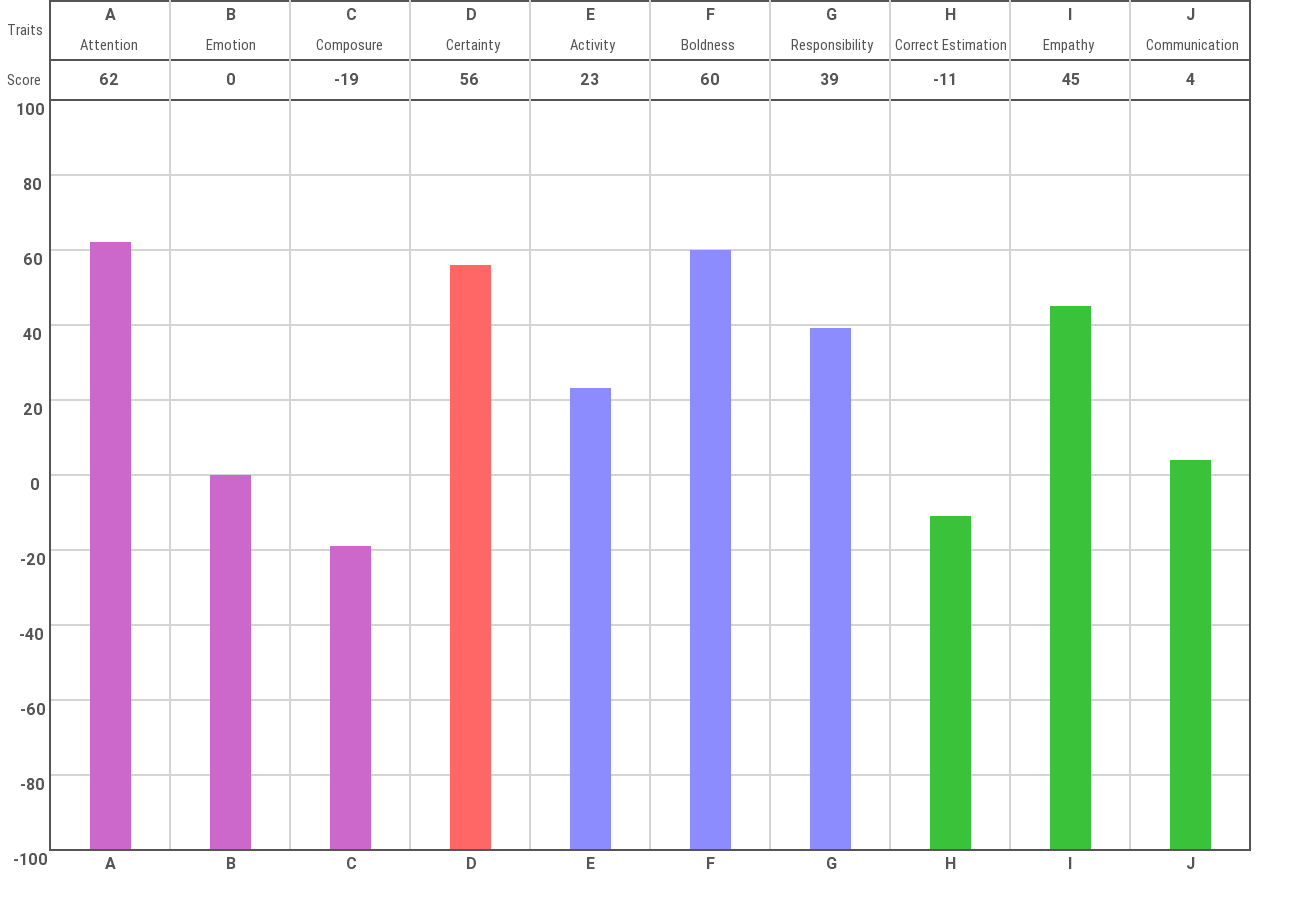 A B C D E F G H I J
Traits
Attention Emotion Composure Certainty Activity Boldness Responsibility Correct Estimation Empathy Communication
Score 62 0 -19 56 23 60 39 -11 45 4
100
80
60
40
20
0
-20
-40
-60
-80
-100
A B C D E F G H I J